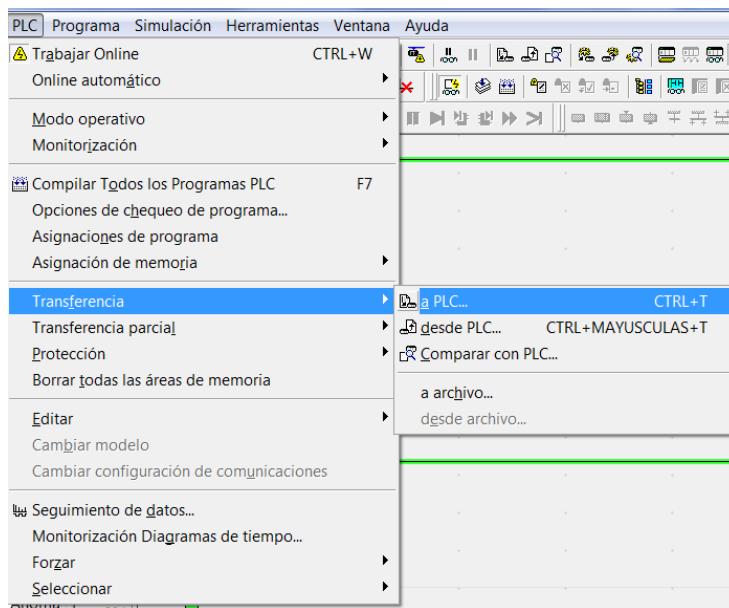 PLC Programa Simulación Herramientas Ventana Ayuda
Trabajar Online CTRL+W
Online automático
Modo operativo
Monitorización
Compilar Todos los Programas PLC F7
Opciones de chequeo de programa...
Asignaciones de programa
Asignación de memoria
Transferencia
a PLC... CTRL+T
Transferencia parcial
desde PLC... CTRL+MAYUSCULAS+T
Protección
Comparar con PLC...
Borrar todas las áreas de memoria
a archivo...
Editar
desde archivo...
Cambiar modelo
Cambiar configuración de comunicaciones
Seguimiento de datos...
Monitorización Diagramas de tiempo...
Forzar
Seleccionar